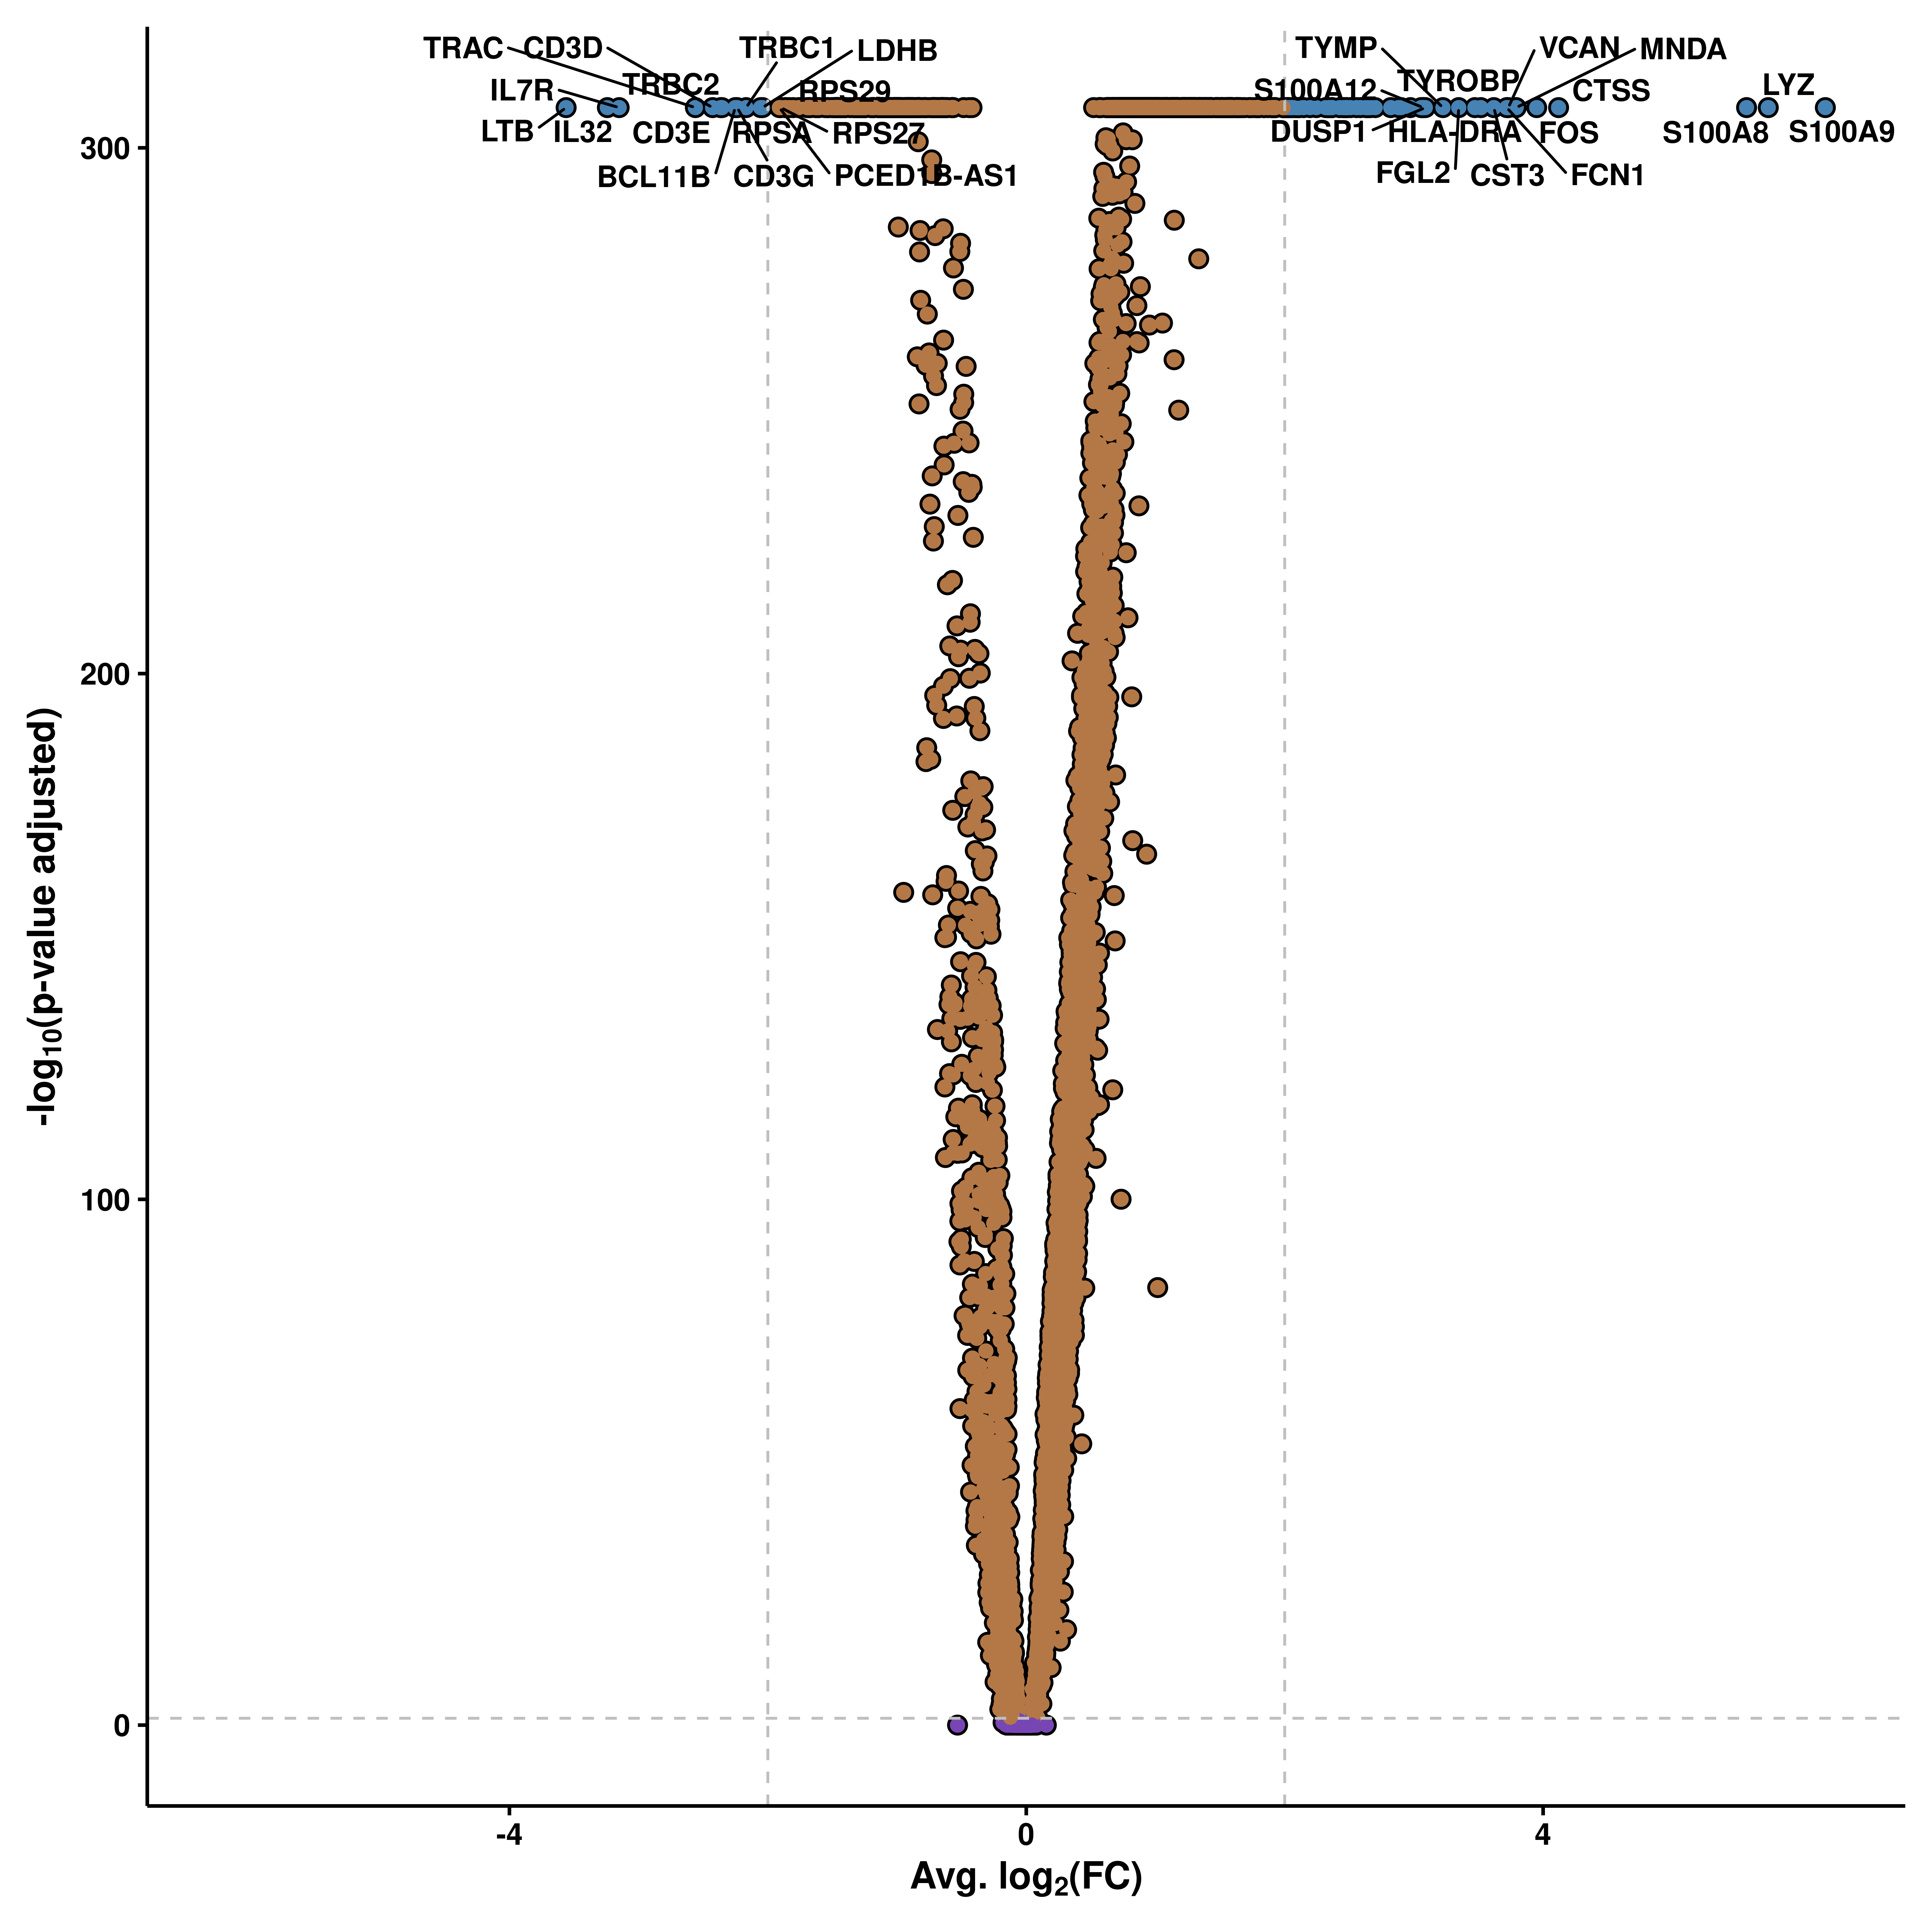 TRAC CD3D TRBC1 LDHB TYMP VCAN MNDA
IL7R TRBC2 RPS29 S100A12 TYROBP CTSS LYZ
LTB IL32 CD3E RPSA RPS27 DUSP1 HLA-DRA FOS S100A8 S100A9
BCL11B CD3G PCED1B-AS1 FGL2 CST3 FCN1
300
200
100
0
-log10(p-value adjusted)
-4 0 4
Avg. log2(FC)